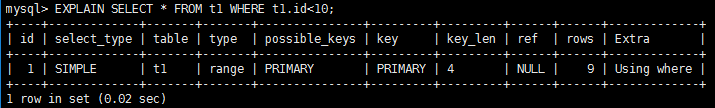 mysql> EXPLAIN SELECT * FROM t1 WHERE t1.id<10;
+----+-------------+-------+-------+---------------+---------+---------+------+------+-------------+
| id | select_type | table | type  | possible_keys | key     | key_len | ref  | rows | Extra       |
+----+-------------+-------+-------+---------------+---------+---------+------+------+-------------+
|  1 | SIMPLE      | t1    | range | PRIMARY       | PRIMARY | 4       | NULL |    9 | Using where |
+----+-------------+-------+-------+---------------+---------+---------+------+------+-------------+
1 row in set (0.02 sec)